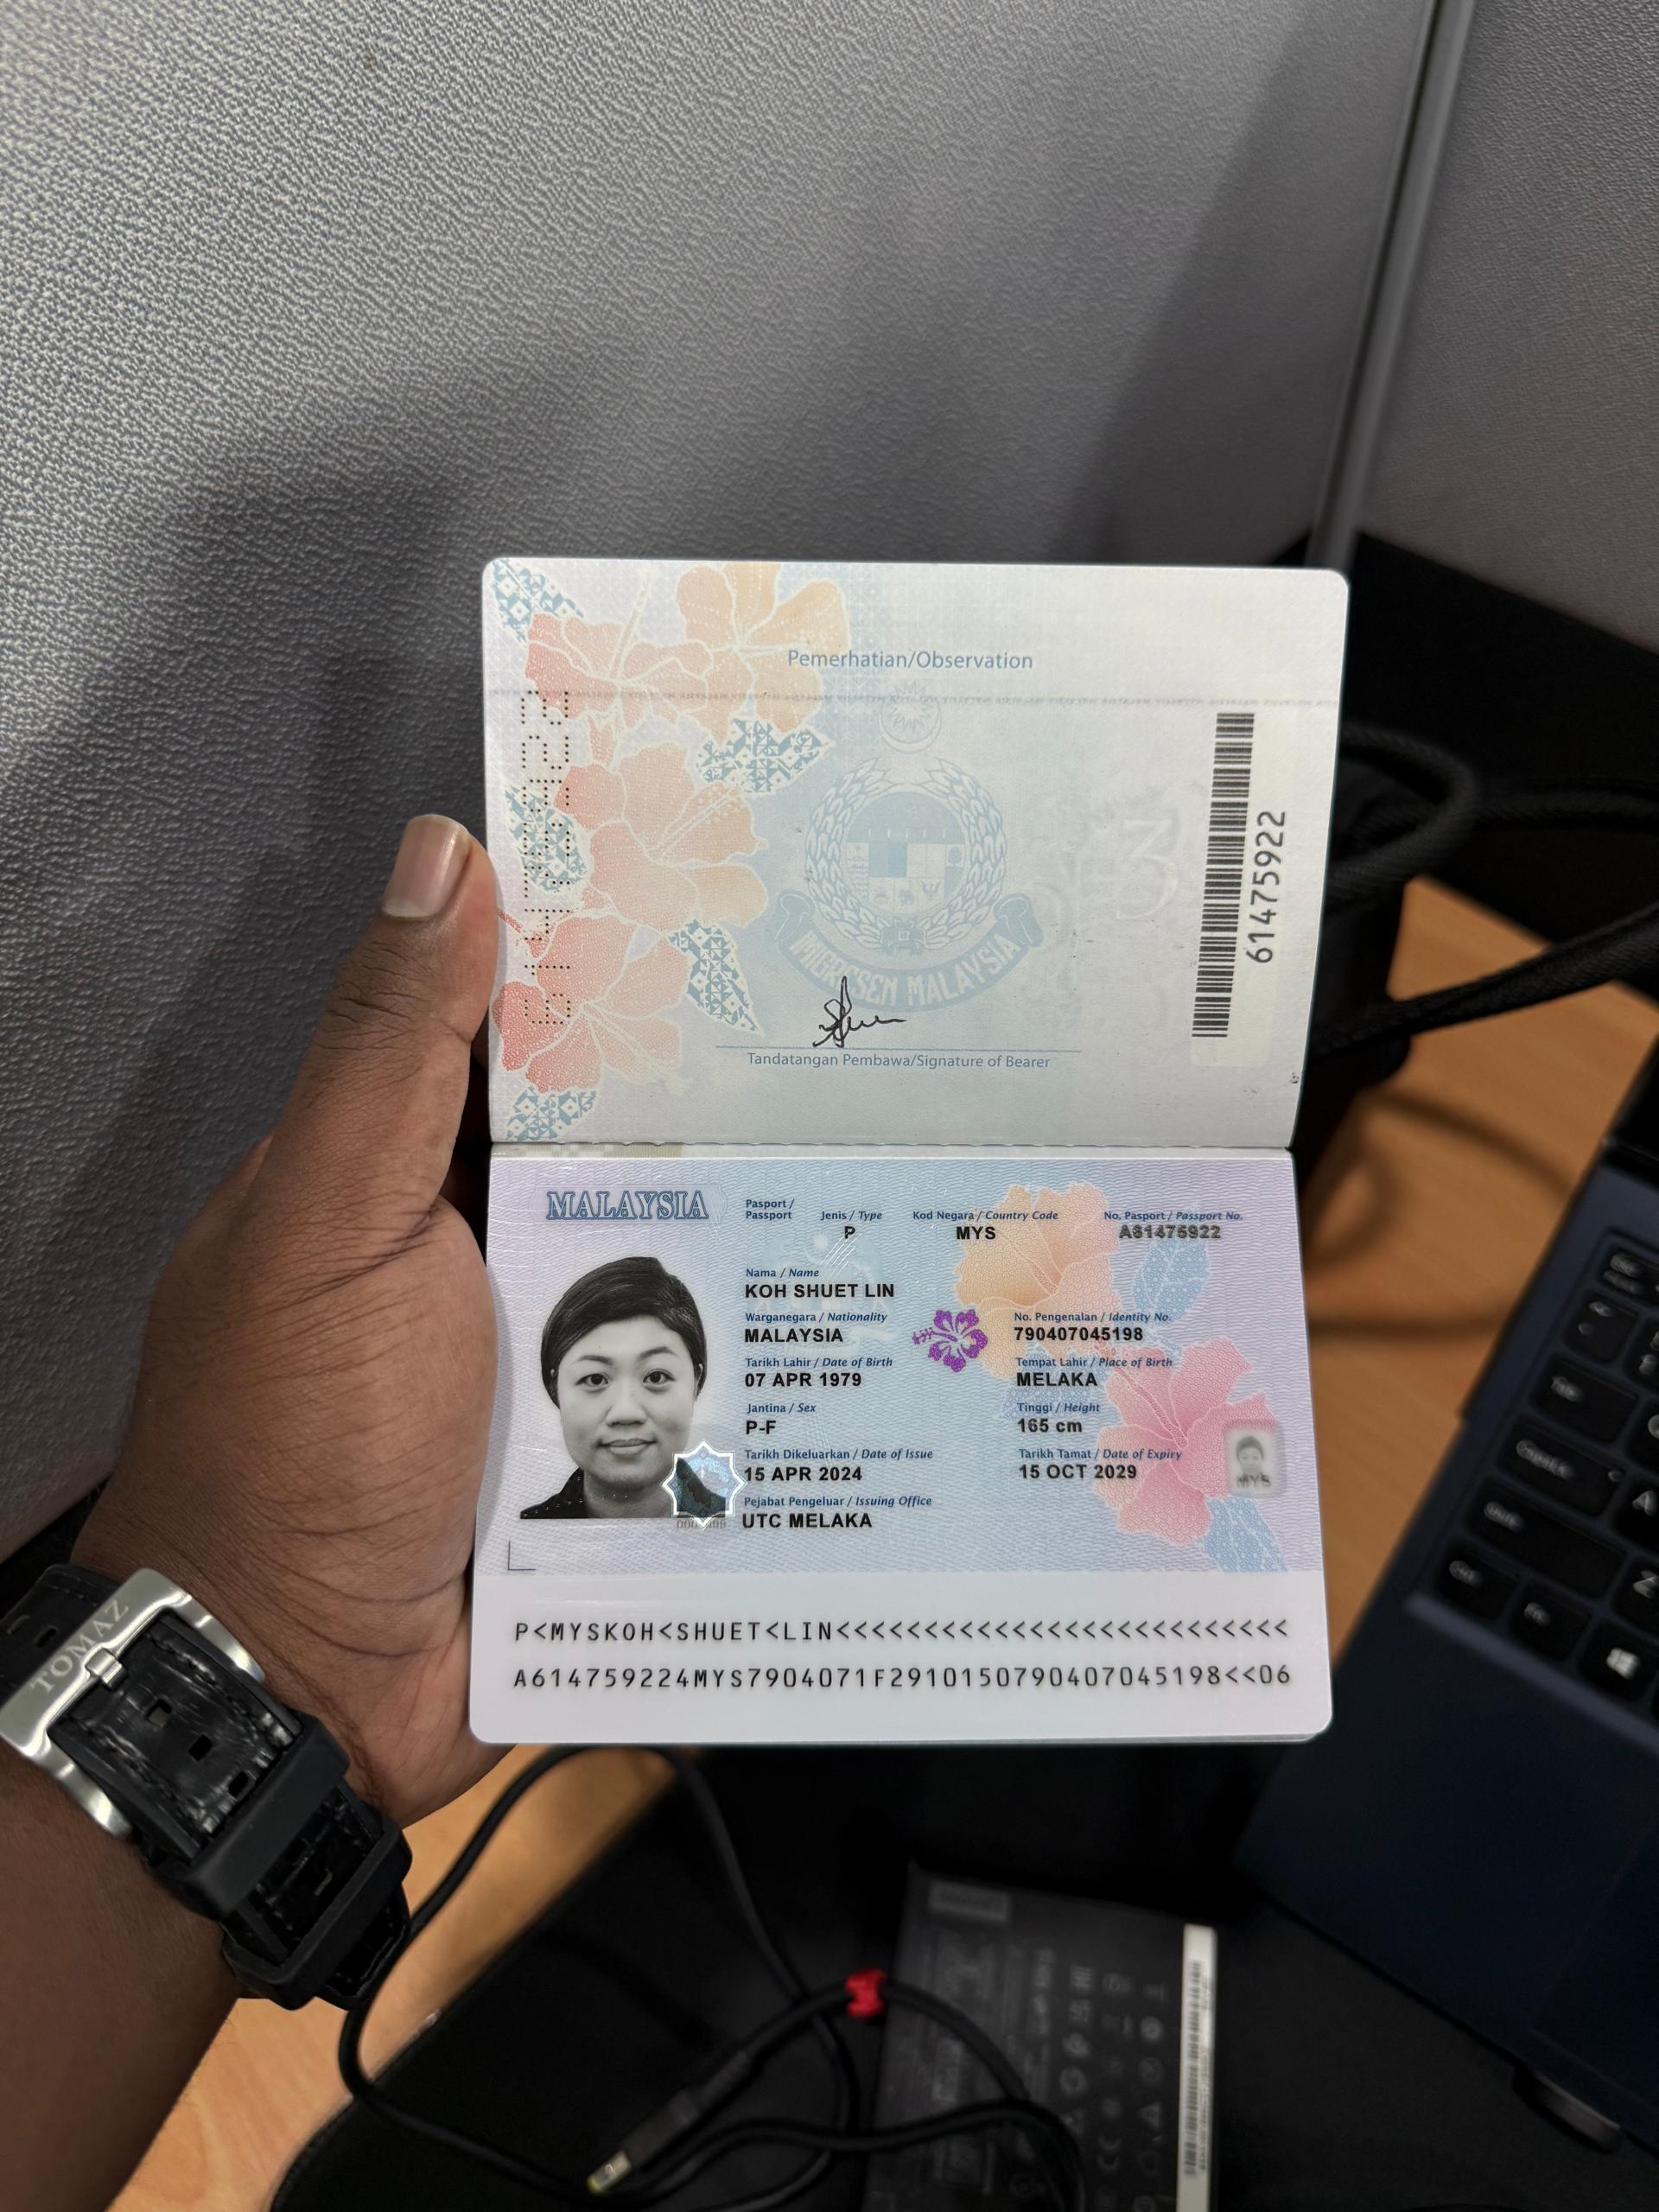 Pemerhatian/Observation
61475922
61475922
MIGRESEN MALAYSIA
Tandatangan Pembawa/Signature of Bearer
MALAYSIA
Pasport / Passport
Jenis / Type
Kod Negara / Country Code
No. Pasport / Passport No.
P
MYS
A61475922
Nama / Name
KOH SHUET LIN
Warganegara / Nationality
No. Pengenalan / Identity No.
MALAYSIA
790407045198
Tarikh Lahir / Date of Birth
Tempat Lahir / Place of Birth
07 APR 1979
MELAKA
Jantina / Sex
Tinggi / Height
P-F
165 cm
Tarikh Dikeluarkan / Date of Issue
Tarikh Tamat / Date of Expiry
15 APR 2024
15 OCT 2029
MYS
Pejabat Pengeluar / Issuing Office
UTC MELAKA
P<MYSKOH<SHUET<LIN<<<<<<<<<<<<<<<<<<<<<<<<<<
A614759224MYS7904071F2910150790407045198<<06
TOMAZ